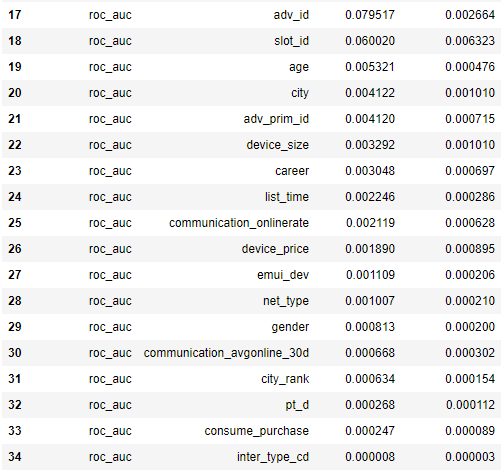 17 roc_auc adv_id 0.079517 0.002664
18 roc_auc slot_id 0.060020 0.006323
19 roc_auc age 0.005321 0.000476
20 roc_auc city 0.004122 0.001010
21 roc_auc adv_prim_id 0.004120 0.000715
22 roc_auc device_size 0.003292 0.001010
23 roc_auc career 0.003048 0.000697
24 roc_auc list_time 0.002246 0.000286
25 roc_auc communication_onlinerate 0.002119 0.000628
26 roc_auc device_price 0.001890 0.000895
27 roc_auc emui_dev 0.001109 0.000206
28 roc_auc net_type 0.001007 0.000210
29 roc_auc gender 0.000813 0.000200
30 roc_auc communication_avgonline_30d 0.000668 0.000302
31 roc_auc city_rank 0.000634 0.000154
32 roc_auc pt_d 0.000268 0.000112
33 roc_auc consume_purchase 0.000247 0.000089
34 roc_auc inter_type_cd 0.000008 0.000003